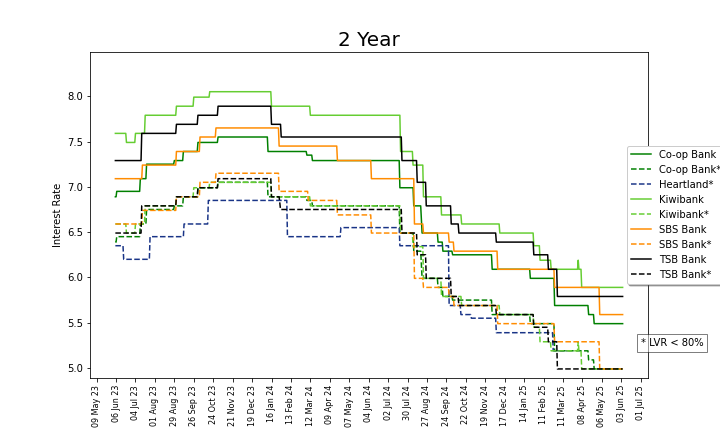 2 Year
Interest Rate
8.0
7.5
7.0
6.5
6.0
5.5
5.0
09 May 23
06 Jun 23
04 Jul 23
01 Aug 23
29 Aug 23
26 Sep 23
24 Oct 23
21 Nov 23
19 Dec 23
16 Jan 24
13 Feb 24
12 Mar 24
09 Apr 24
07 May 24
04 Jun 24
02 Jul 24
30 Jul 24
27 Aug 24
24 Sep 24
22 Oct 24
19 Nov 24
17 Dec 24
14 Jan 25
11 Feb 25
11 Mar 25
08 Apr 25
06 May 25
03 Jun 25
01 Jul 25
Co-op Bank
Co-op Bank*
Heartland*
Kiwibank
Kiwibank*
SBS Bank
SBS Bank*
TSB Bank
TSB Bank*
* LVR < 80%